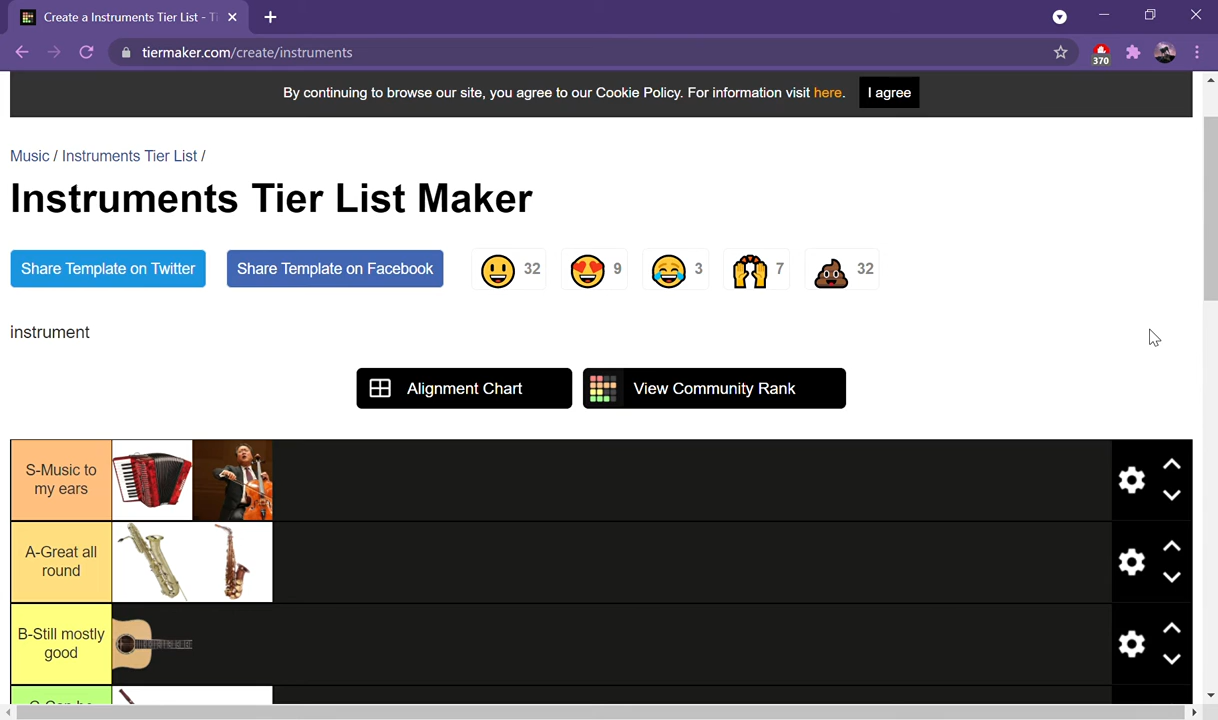 Create a Instruments Tier List - Ti
tiermaker.com/create/instruments
370
By continuing to browse our site, you agree to our Cookie Policy. For information visit here.
I agree
Music / Instruments Tier List /
Instruments Tier List Maker
Share Template on Twitter
Share Template on Facebook
32
9
3
7
32
instrument
Alignment Chart
View Community Rank
S-Music to
my ears
A-Great all
round
B-Still mostly
good